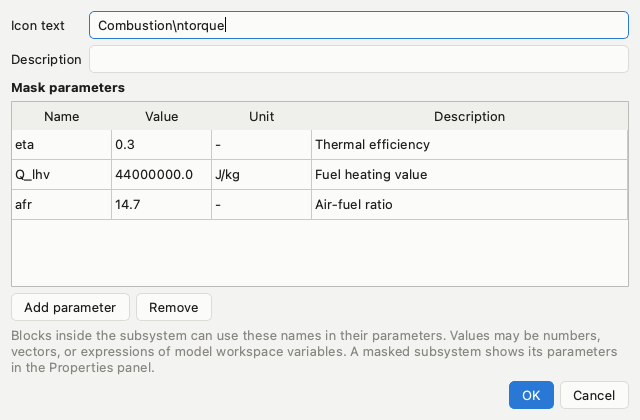 Icon text Combustion\ntorque
Description
Mask parameters
Name Value Unit Description
eta 0.3 - Thermal efficiency
Q_lhv 44000000.0 J/kg Fuel heating value
afr 14.7 - Air-fuel ratio
Add parameter Remove
Blocks inside the subsystem can use these names in their parameters. Values may be numbers,
vectors, or expressions of model workspace variables. A masked subsystem shows its parameters
in the Properties panel.
OK Cancel